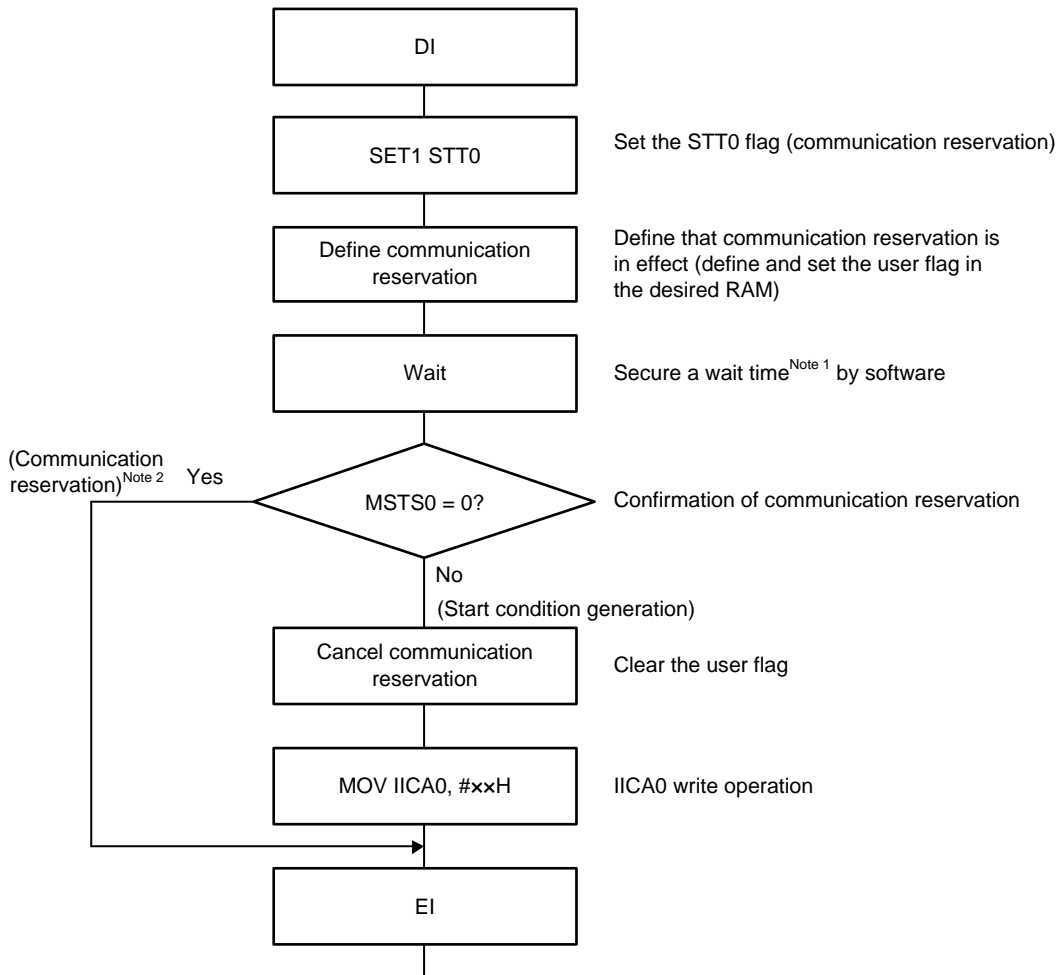 DI
SET1 STT0
Set the STT0 flag (communication reservation)
Define communication
reservation
Define that communication reservation is
in effect (define and set the user flag in
the desired RAM)
Wait
Secure a wait time Note 1 by software
(Communication
reservation) Note 2
Yes
MSTS0 = 0?
Confirmation of communication reservation
No
(Start condition generation)
Cancel communication
reservation
Clear the user flag
MOV IICA0, #××H
IICA0 write operation
EI